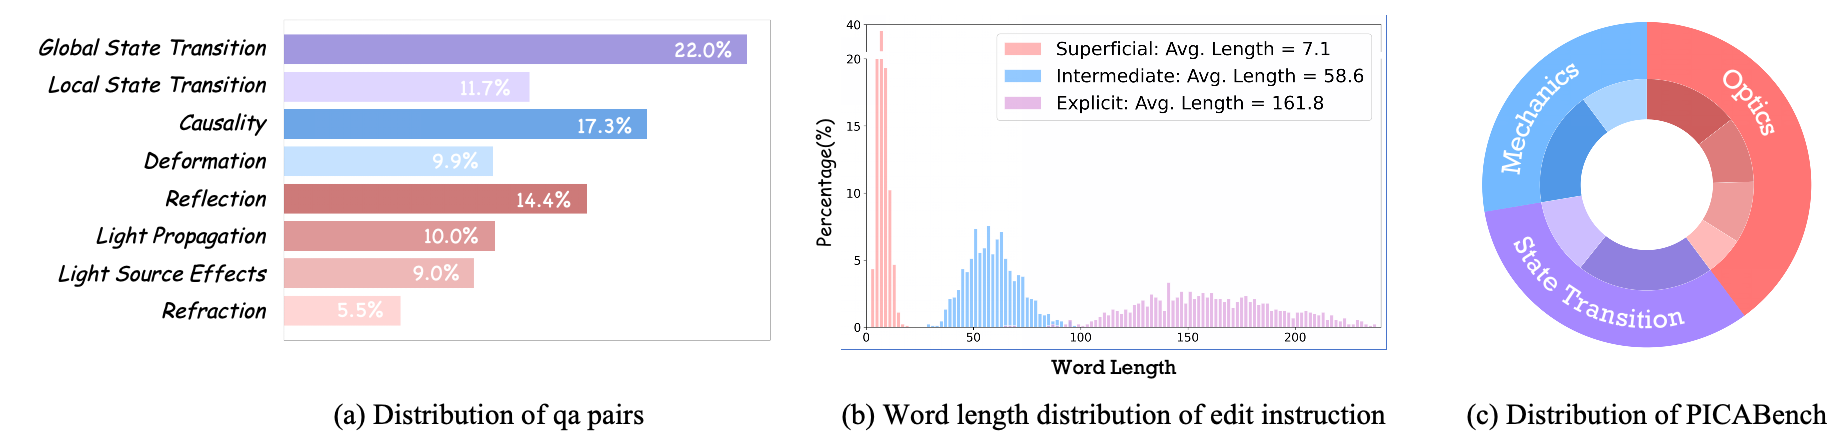 Global State Transition 22.0%
Local State Transition 11.7%
Causality 17.3%
Deformation 9.9%
Reflection 14.4%
Light Propagation 10.0%
Light Source Effects 9.0%
Refraction 5.5%
(a) Distribution of qa pairs
40
20
15
10
5
0
Percentage(%)
Superficial: Avg. Length = 7.1
Intermediate: Avg. Length = 58.6
Explicit: Avg. Length = 161.8
0 50 100 150 200
Word Length
(b) Word length distribution of edit instruction
Mechanics
Optics
State Transition
(c) Distribution of PICABench